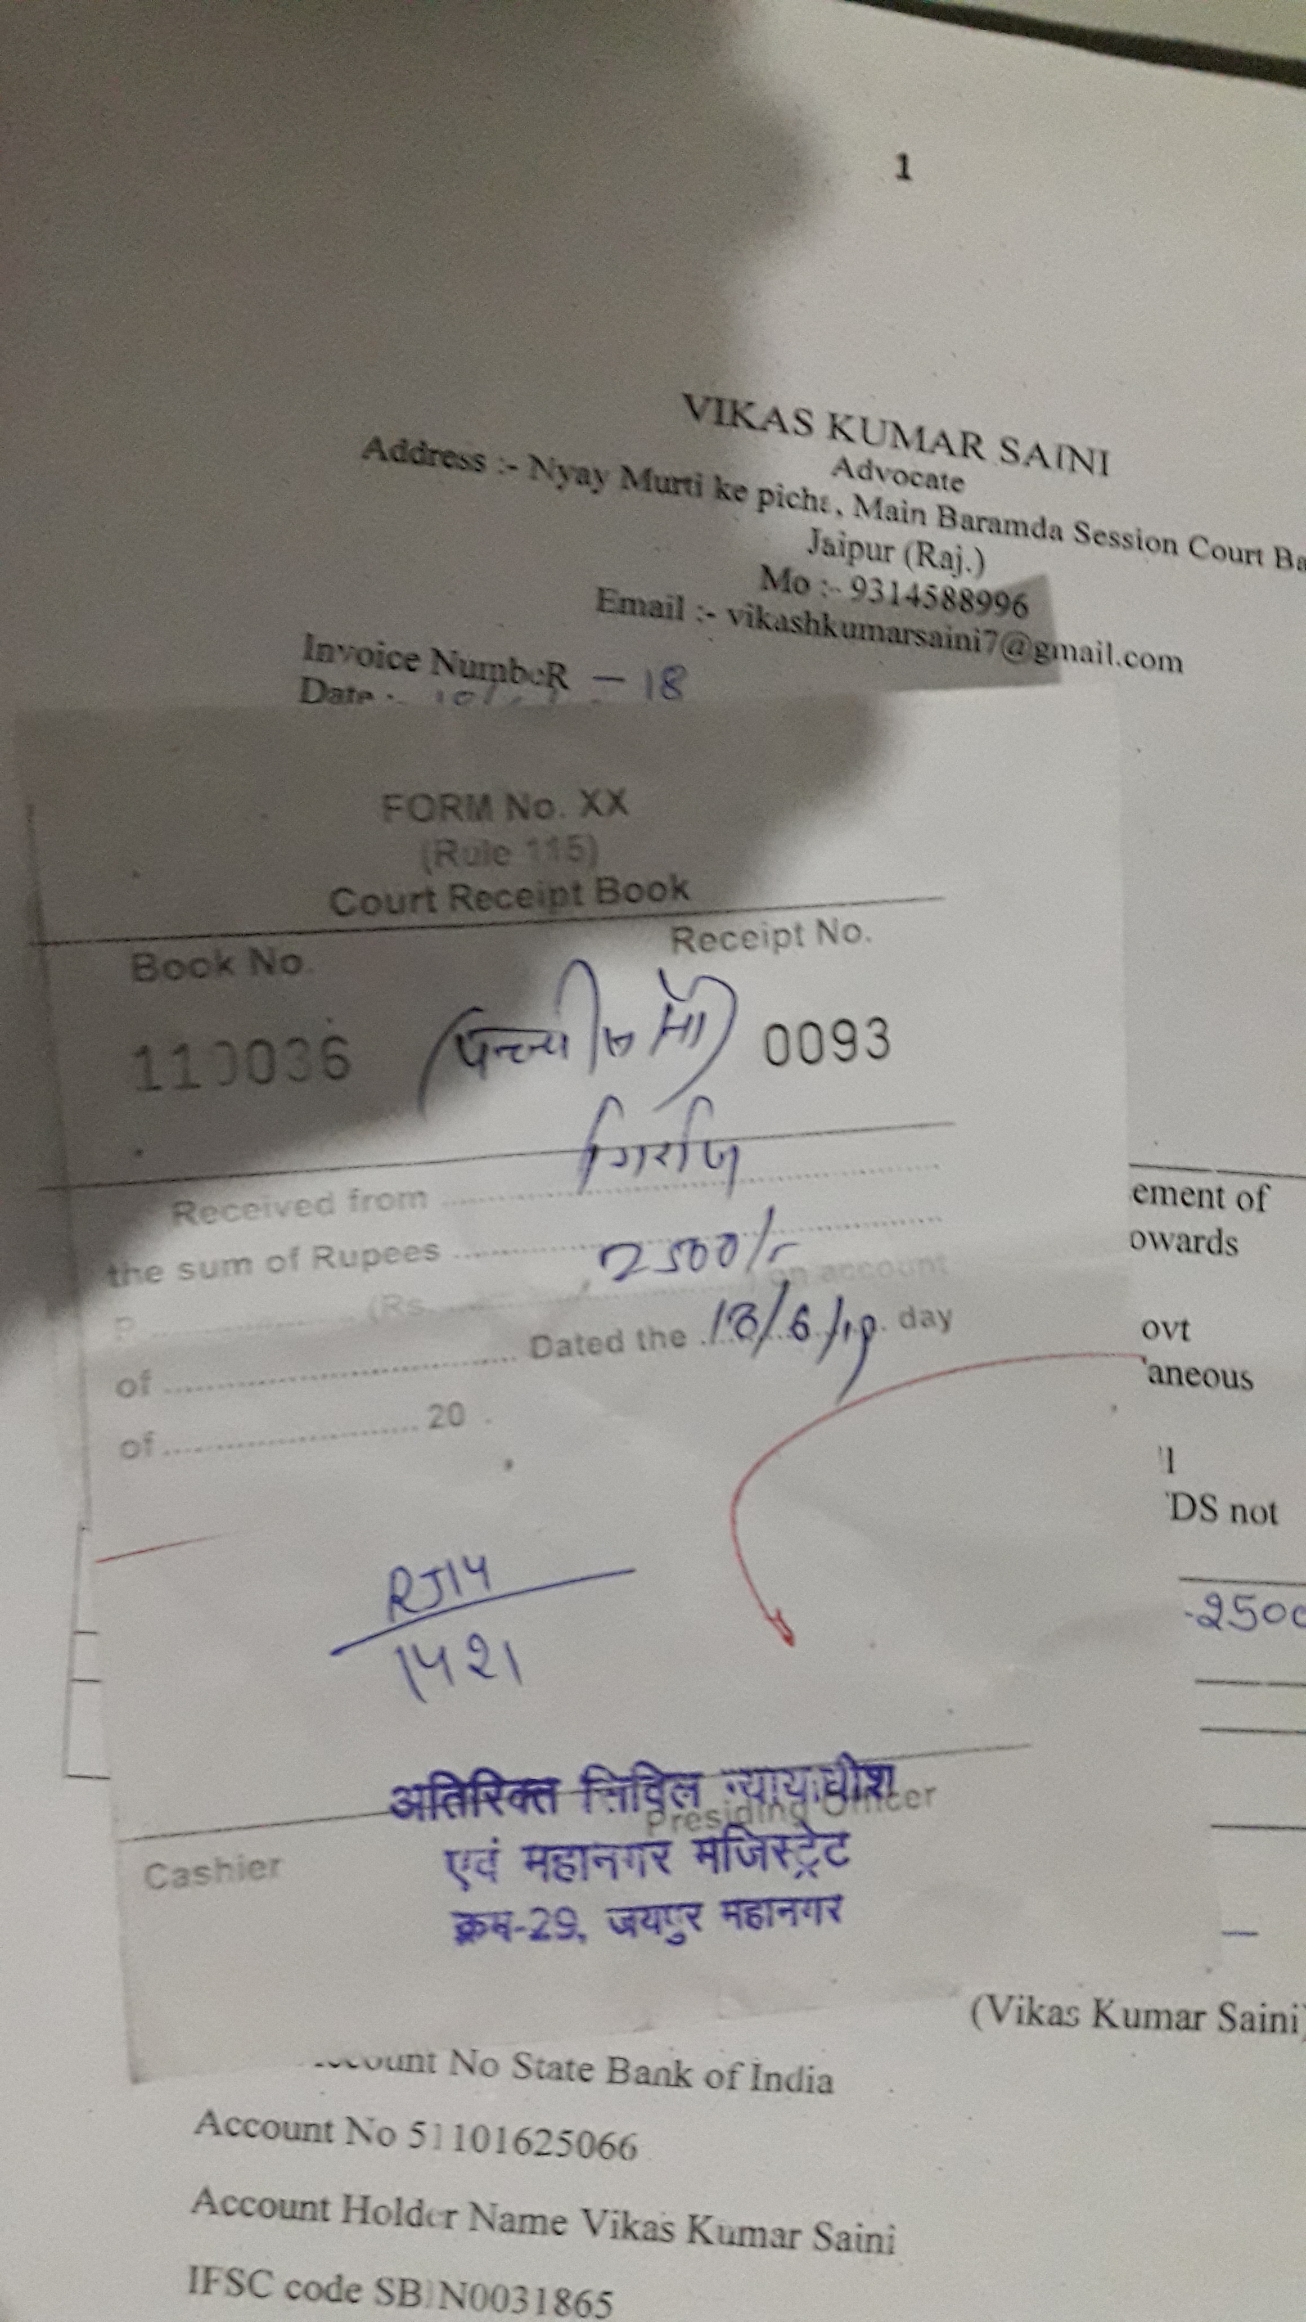 1
VIKAS KUMAR SAINI
Advocate
Address :- Nyay Murti ke piche, Main Baramda Session Court Ba
Jaipur (Raj.)
Mo :- 9314588996
Email :- vikashkumarsaini7@gmail.com
Invoice NumbeR - 18
Date :-
FORM No. XX
(Rule 115)
Court Receipt Book
Book No. Receipt No.
110036 0093
Received from गिर्राज
the sum of Rupees 2500/-
P (Rs. ) on account
of Dated the 18/6/19 day
of 20
ement of
owards
ovt
aneous
DS not
-2500
RJ14
1421
अतिरिक्त सिविल न्यायाधीश
Presiding Officer
एवं महानगर मजिस्ट्रेट
Cashier
क्रम-29, जयपुर महानगर
(Vikas Kumar Saini)
Account No State Bank of India
Account No 51101625066
Account Holder Name Vikas Kumar Saini
IFSC code SBIN0031865